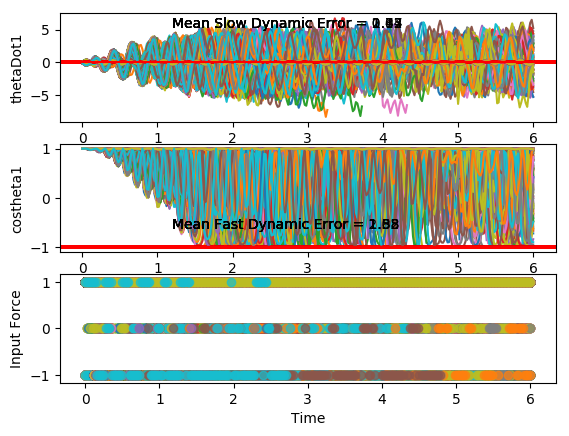 Mean Slow Dynamic Error =
5
0
−5
thetaDot1
0 1 2 3 4 5 6
1
0
−1
costheta1
Mean Fast Dynamic Error =
0 1 2 3 4 5 6
1
0
−1
Input Force
0 1 2 3 4 5 6
Time